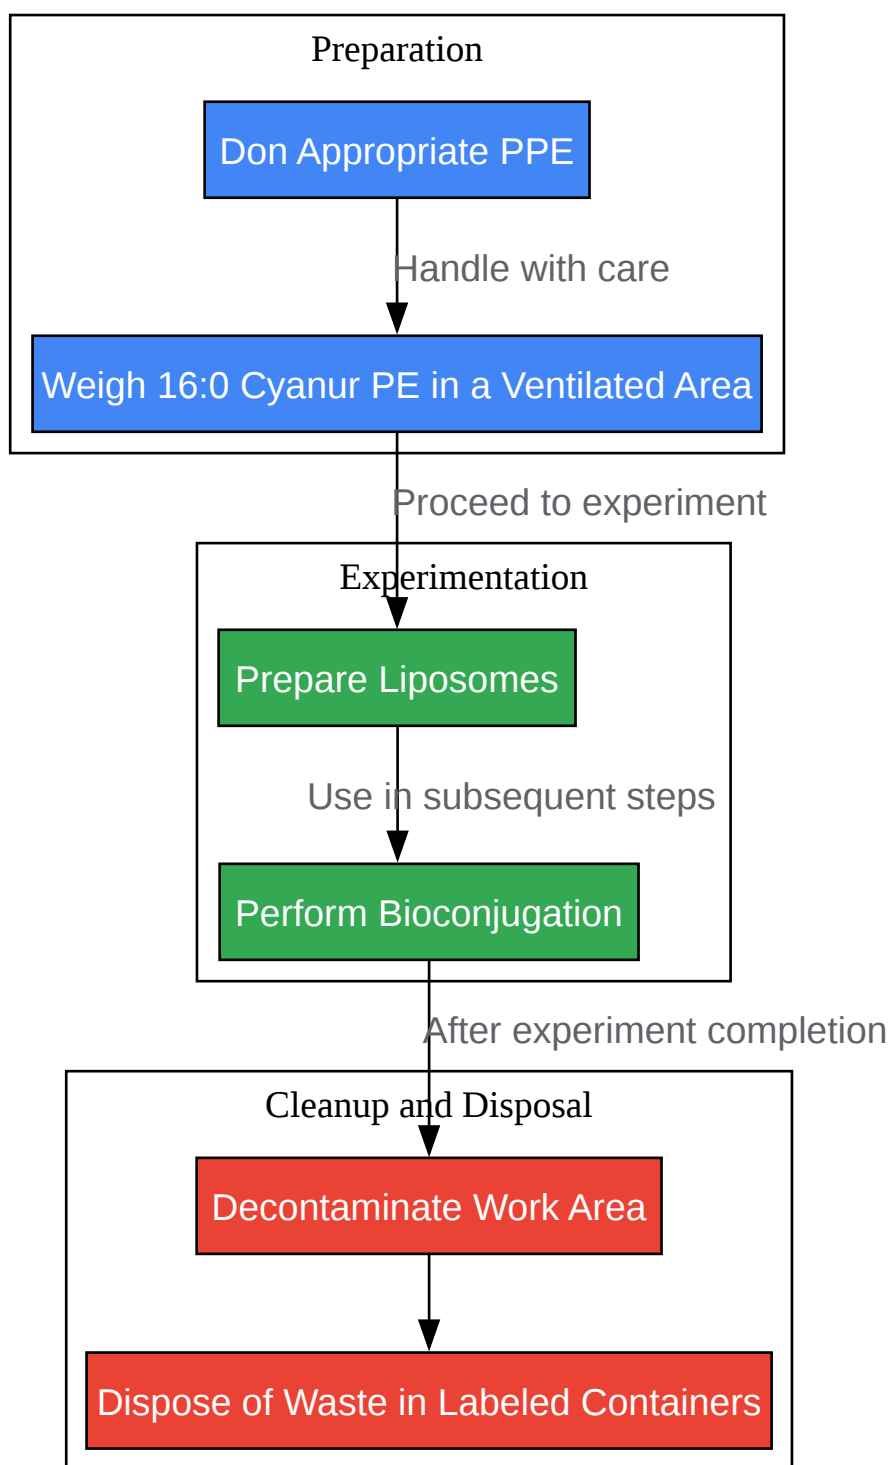 Preparation
Don Appropriate PPE
Handle with care
Weigh 16:0 Cyanur PE in a Ventilated Area
Proceed to experiment
Experimentation
Prepare Liposomes
Use in subsequent steps
Perform Bioconjugation
After experiment completion
Cleanup and Disposal
Decontaminate Work Area
Dispose of Waste in Labeled Containers